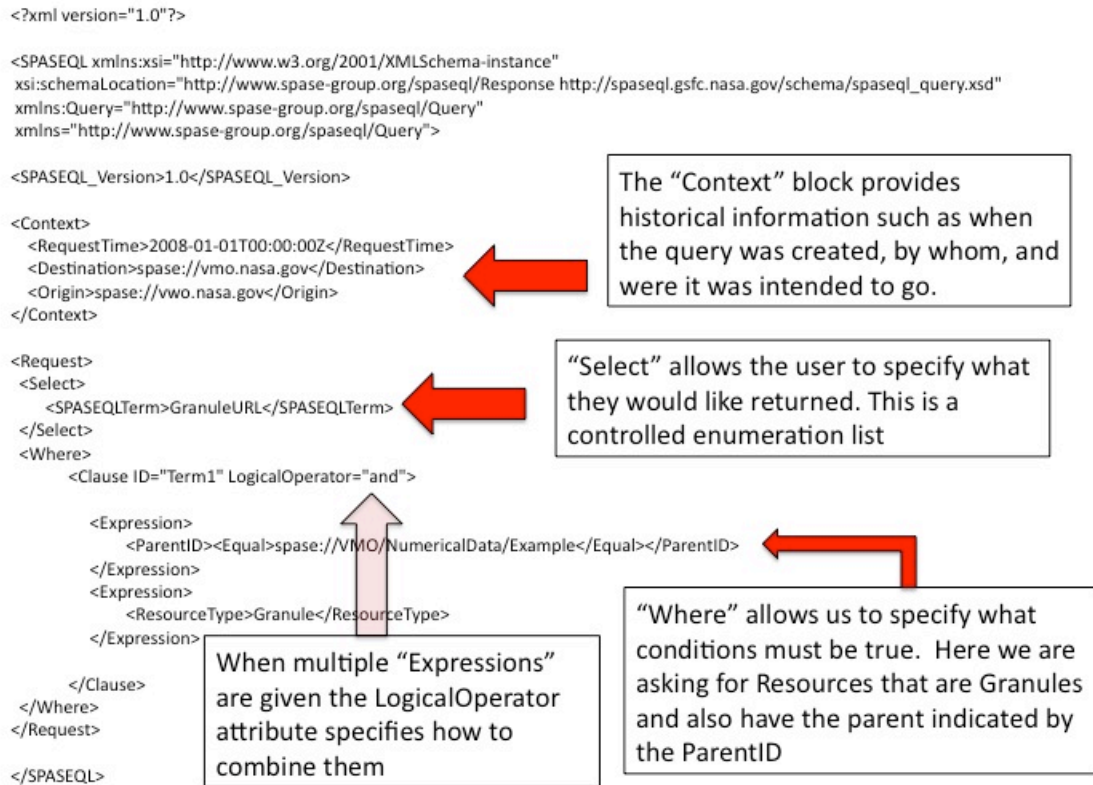 <?xml version="1.0"?>
<SPASEQL xmlns:xsi="http://www.w3.org/2001/XMLSchema-instance"
xsi:schemaLocation="http://www.spase-group.org/spaseql/Response http://spaseql.gsfc.nasa.gov/schema/spaseql_query.xsd"
xmlns:Query="http://www.spase-group.org/spaseql/Query"
xmlns="http://www.spase-group.org/spaseql/Query">
<SPASEQL_Version>1.0</SPASEQL_Version>
<Context>
<RequestTime>2008-01-01T00:00:00Z</RequestTime>
<Destination>spase://vmo.nasa.gov</Destination>
<Origin>spase://vwo.nasa.gov</Origin>
</Context>
The “Context” block provides
historical information such as when
the query was created, by whom, and
were it was intended to go.
<Request>
<Select>
<SPASEQLTerm>GranuleURL</SPASEQLTerm>
</Select>
“Select” allows the user to specify what
they would like returned. This is a
controlled enumeration list
<Where>
<Clause ID="Term1" LogicalOperator="and">
<Expression>
<ParentID><Equal>spase://VMO/NumericalData/Example</Equal></ParentID>
</Expression>
<Expression>
<ResourceType>Granule</ResourceType>
</Expression>
</Clause>
</Where>
</Request>
</SPASEQL>
When multiple “Expressions”
are given the LogicalOperator
attribute specifies how to
combine them
“Where” allows us to specify what
conditions must be true. Here we are
asking for Resources that are Granules
and also have the parent indicated by
the ParentID